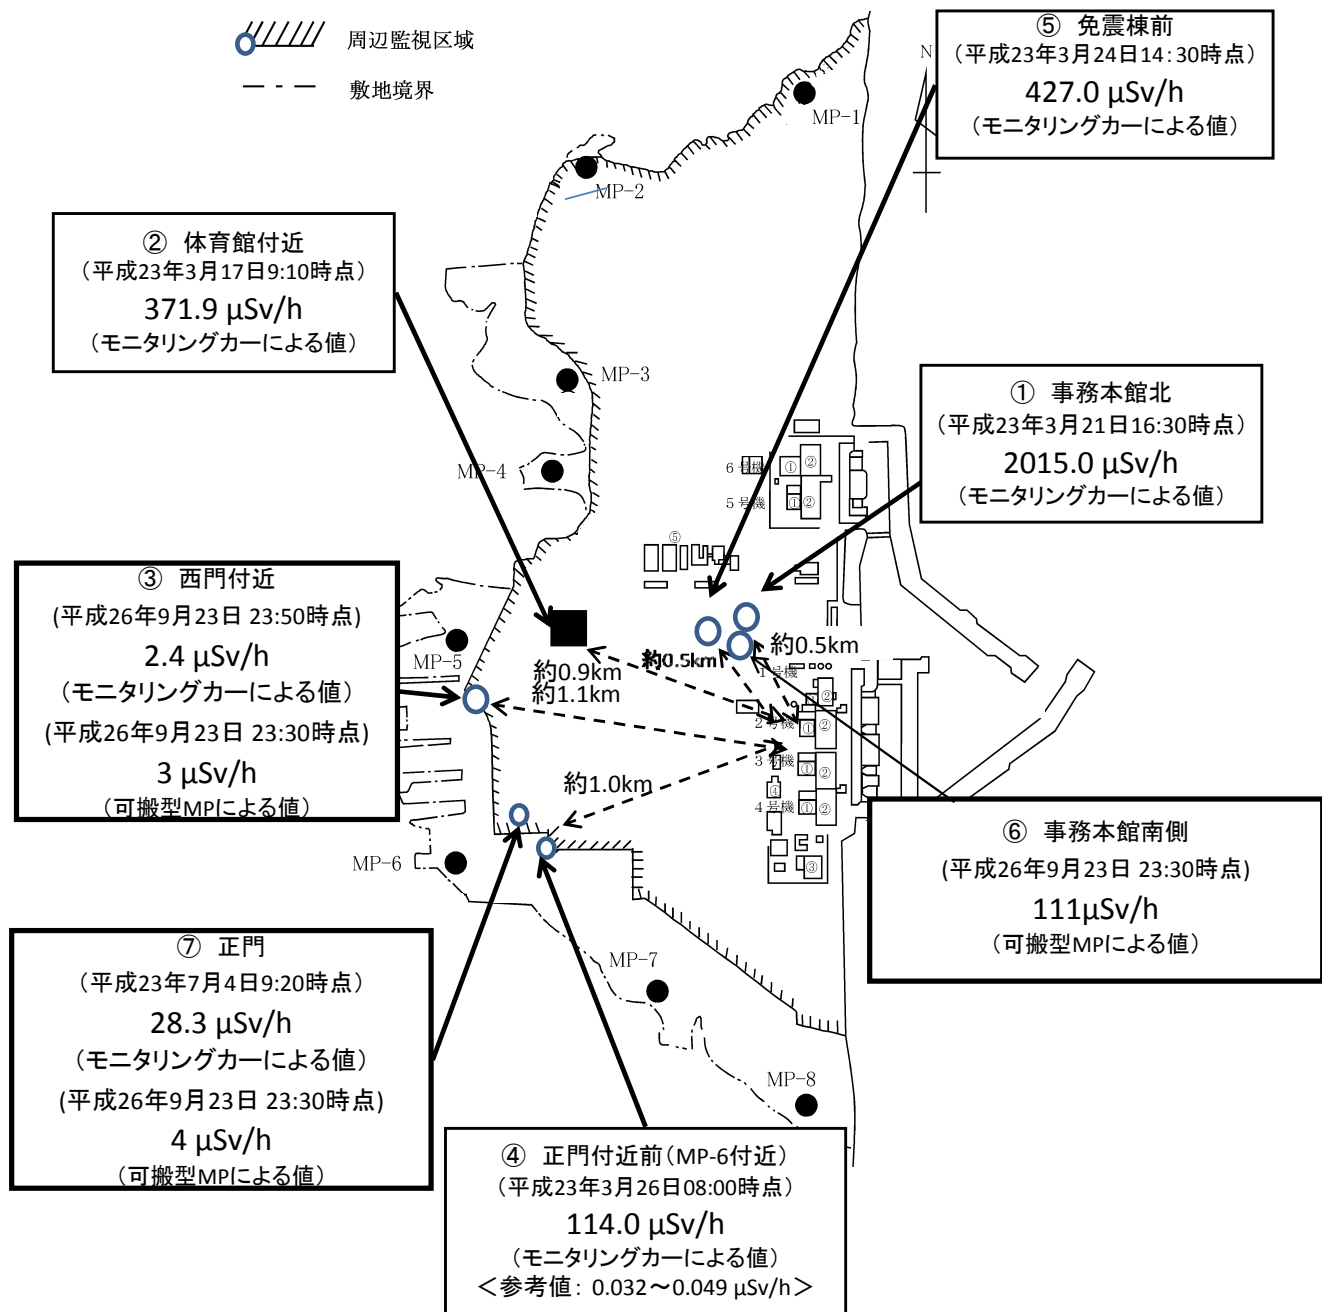 周辺監視区域
敷地境界
⑤ 免震棟前
(平成23年3月24日14:30時点)
427.0 μSv/h
(モニタリングカーによる値)
N
MP-1
MP-2
② 体育館付近
(平成23年3月17日9:10時点)
371.9 μSv/h
(モニタリングカーによる値)
MP-3
① 事務本館北
(平成23年3月21日16:30時点)
2015.0 μSv/h
(モニタリングカーによる値)
MP-4
6号機
① ②
5号機
① ②
⑤
③ 西門付近
(平成26年9月23日 23:50時点)
2.4 μSv/h
(モニタリングカーによる値)
(平成26年9月23日 23:30時点)
3 μSv/h
(可搬型MPによる値)
MP-5
約0.9km
約1.1km
約0.5km
約0.5km
1号機
②
2号機
① ②
3号機
① ②
約1.0km
④
4号機
① ②
③
MP-6
⑥ 事務本館南側
(平成26年9月23日 23:30時点)
111μSv/h
(可搬型MPによる値)
⑦ 正門
(平成23年7月4日9:20時点)
28.3 μSv/h
(モニタリングカーによる値)
(平成26年9月23日 23:30時点)
4 μSv/h
(可搬型MPによる値)
MP-7
MP-8
④ 正門付近前(MP-6付近)
(平成23年3月26日08:00時点)
114.0 μSv/h
(モニタリングカーによる値)
<参考値: 0.032~0.049 μSv/h>